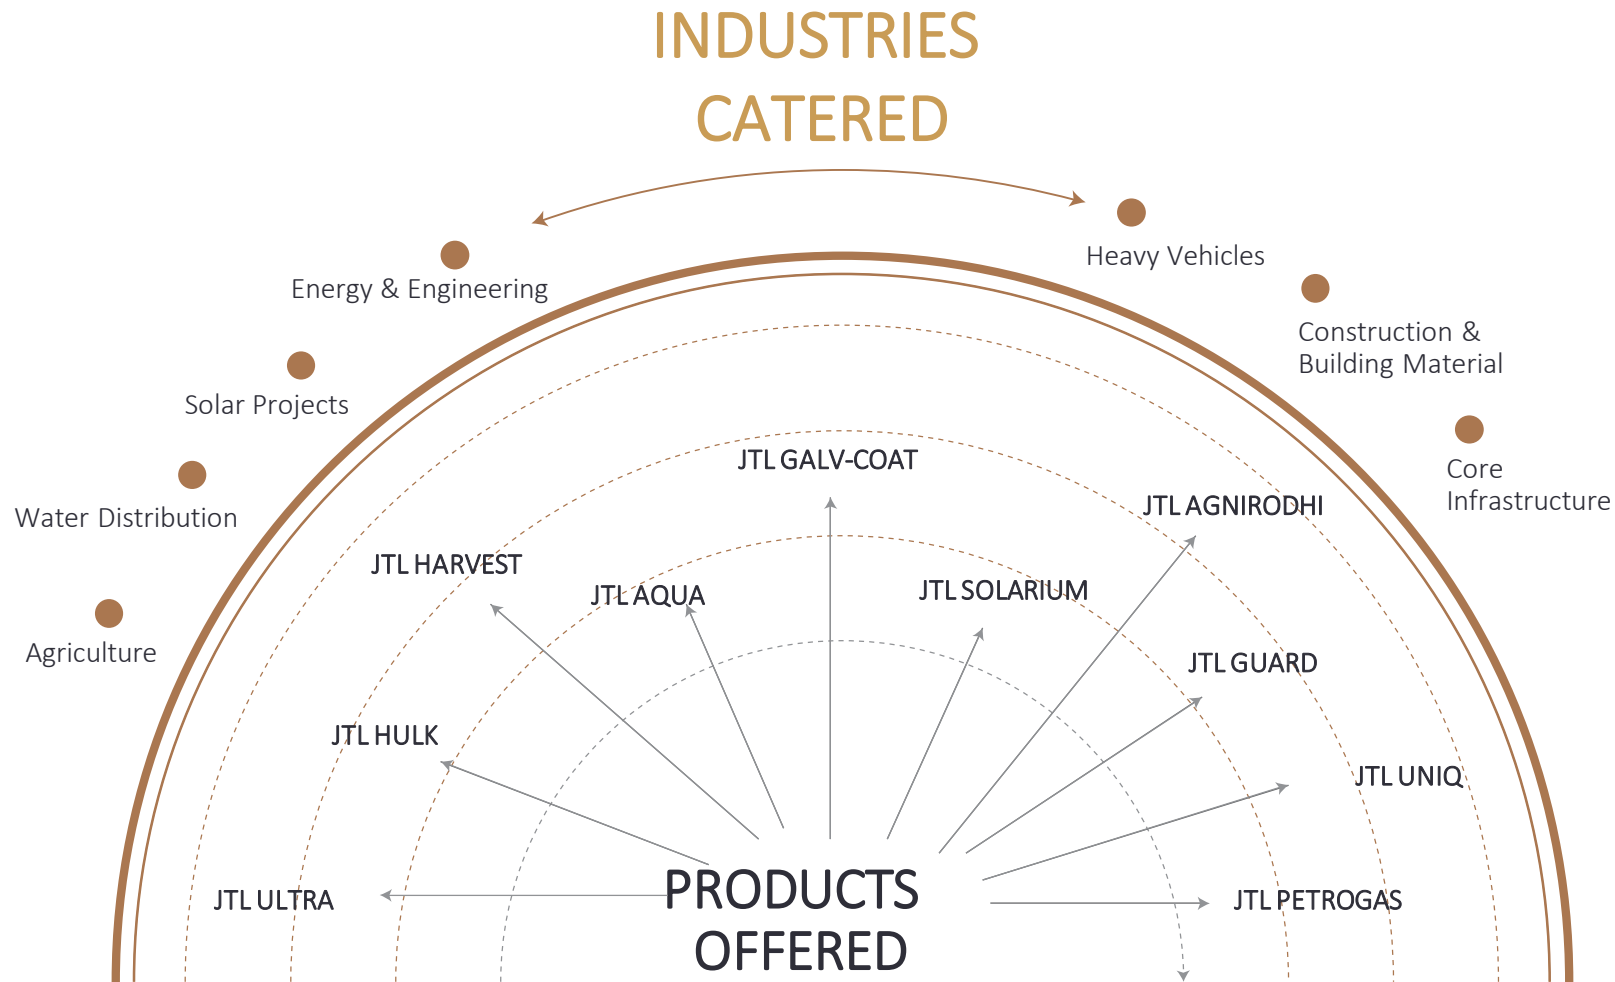 INDUSTRIES
CATERED
Heavy Vehicles
Energy & Engineering
Construction &
Building Material
Solar Projects
Core
Infrastructure
Water Distribution
Agriculture
JTL GALV-COAT
JTL AGNIRODHI
JTL HARVEST
JTL AQUA
JTL SOLARIUM
JTL GUARD
JTL HULK
JTL UNIQ
JTL ULTRA
JTL PETROGAS
PRODUCTS
OFFERED